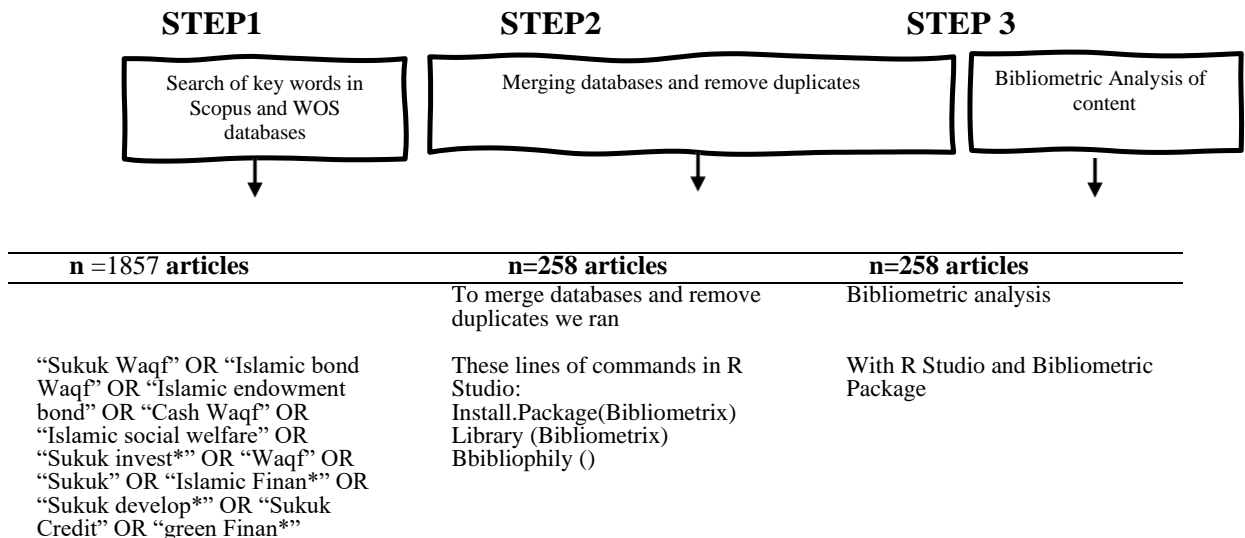 STEP1
STEP2
STEP 3
Search of key words in
Scopus and WOS
databases
Merging databases and remove duplicates
Bibliometric Analysis of
content
n =1857 articles
n=258 articles
n=258 articles
To merge databases and remove
duplicates we ran
Bibliometric analysis
“Sukuk Waqf” OR “Islamic bond
Waqf” OR “Islamic endowment
bond” OR “Cash Waqf” OR
“Islamic social welfare” OR
“Sukuk invest*” OR “Waqf” OR
“Sukuk” OR “Islamic Finan*” OR
“Sukuk develop*” OR “Sukuk
Credit” OR “green Finan*”
These lines of commands in R
Studio:
Install.Package(Bibliometrix)
Library (Bibliometrix)
Bbibliophily ()
With R Studio and Bibliometric
Package